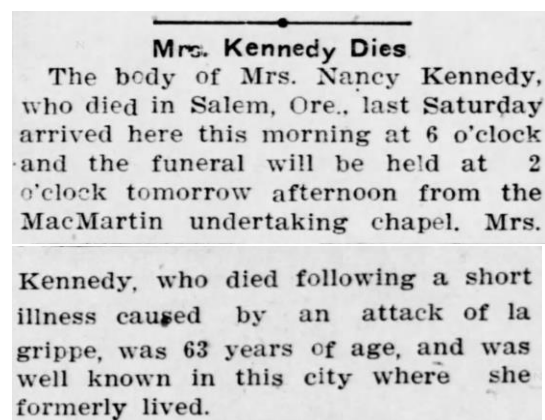 Mrs. Kennedy Dies
The body of Mrs. Nancy Kennedy,
who died in Salem, Ore., last Saturday
arrived here this morning at 6 o'clock
and the funeral will be held at 2
o'clock tomorrow afternoon from the
MacMartin undertaking chapel. Mrs.
Kennedy, who died following a short
illness caused by an attack of la
grippe, was 63 years of age, and was
well known in this city where she
formerly lived.